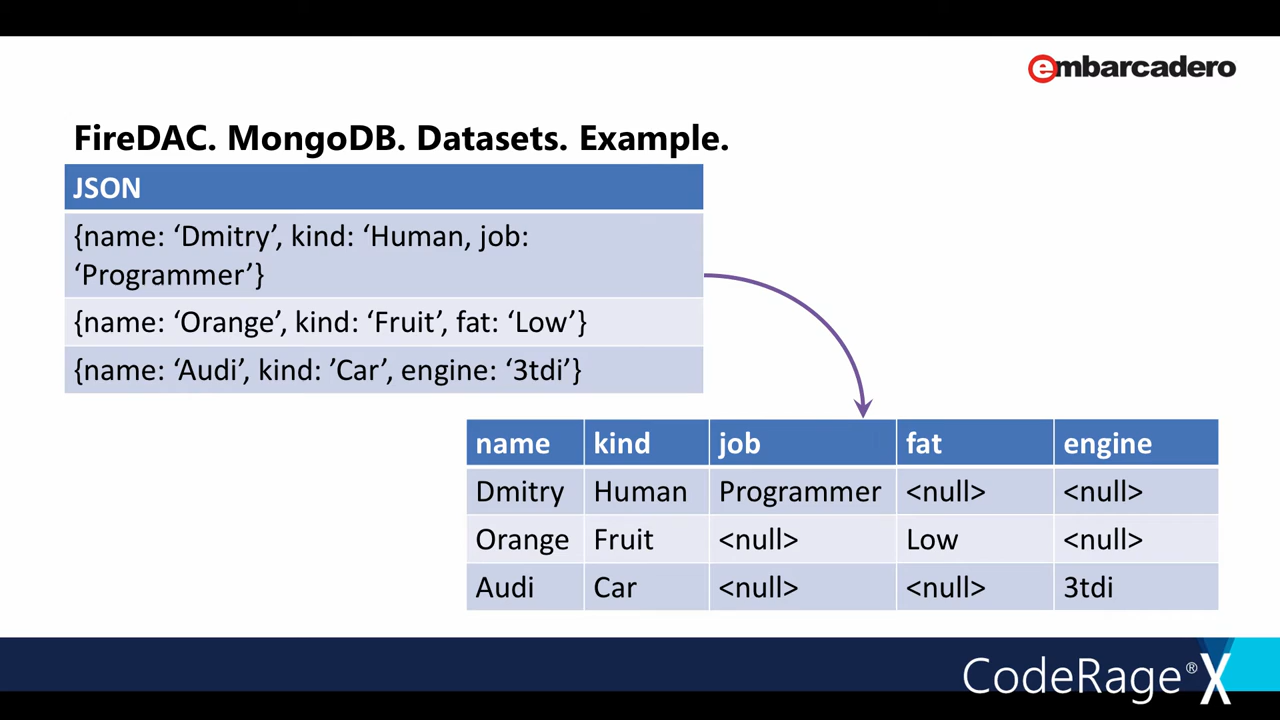 embarcadero
FireDAC. MongoDB. Datasets. Example.
JSON
{name: ‘Dmitry’, kind: ‘Human, job:
‘Programmer’}
{name: ‘Orange’, kind: ‘Fruit’, fat: ‘Low’}
{name: ‘Audi’, kind: ’Car’, engine: ‘3tdi’}
name kind job fat engine
Dmitry Human Programmer <null> <null>
Orange Fruit <null> Low <null>
Audi Car <null> <null> 3tdi
CodeRage® X